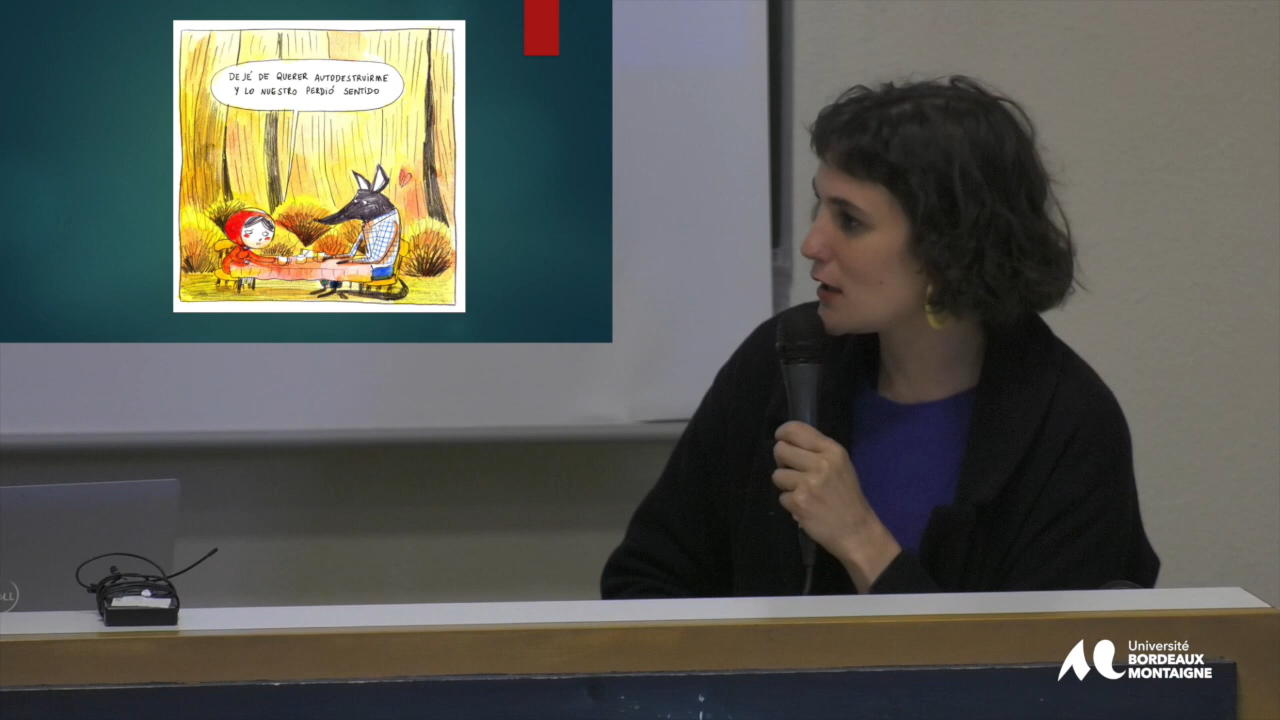 DEJÉ DE QUERER AUTODESTRUIRME
Y LO NUESTRO PERDIÓ SENTIDO
Université
BORDEAUX
MONTAIGNE